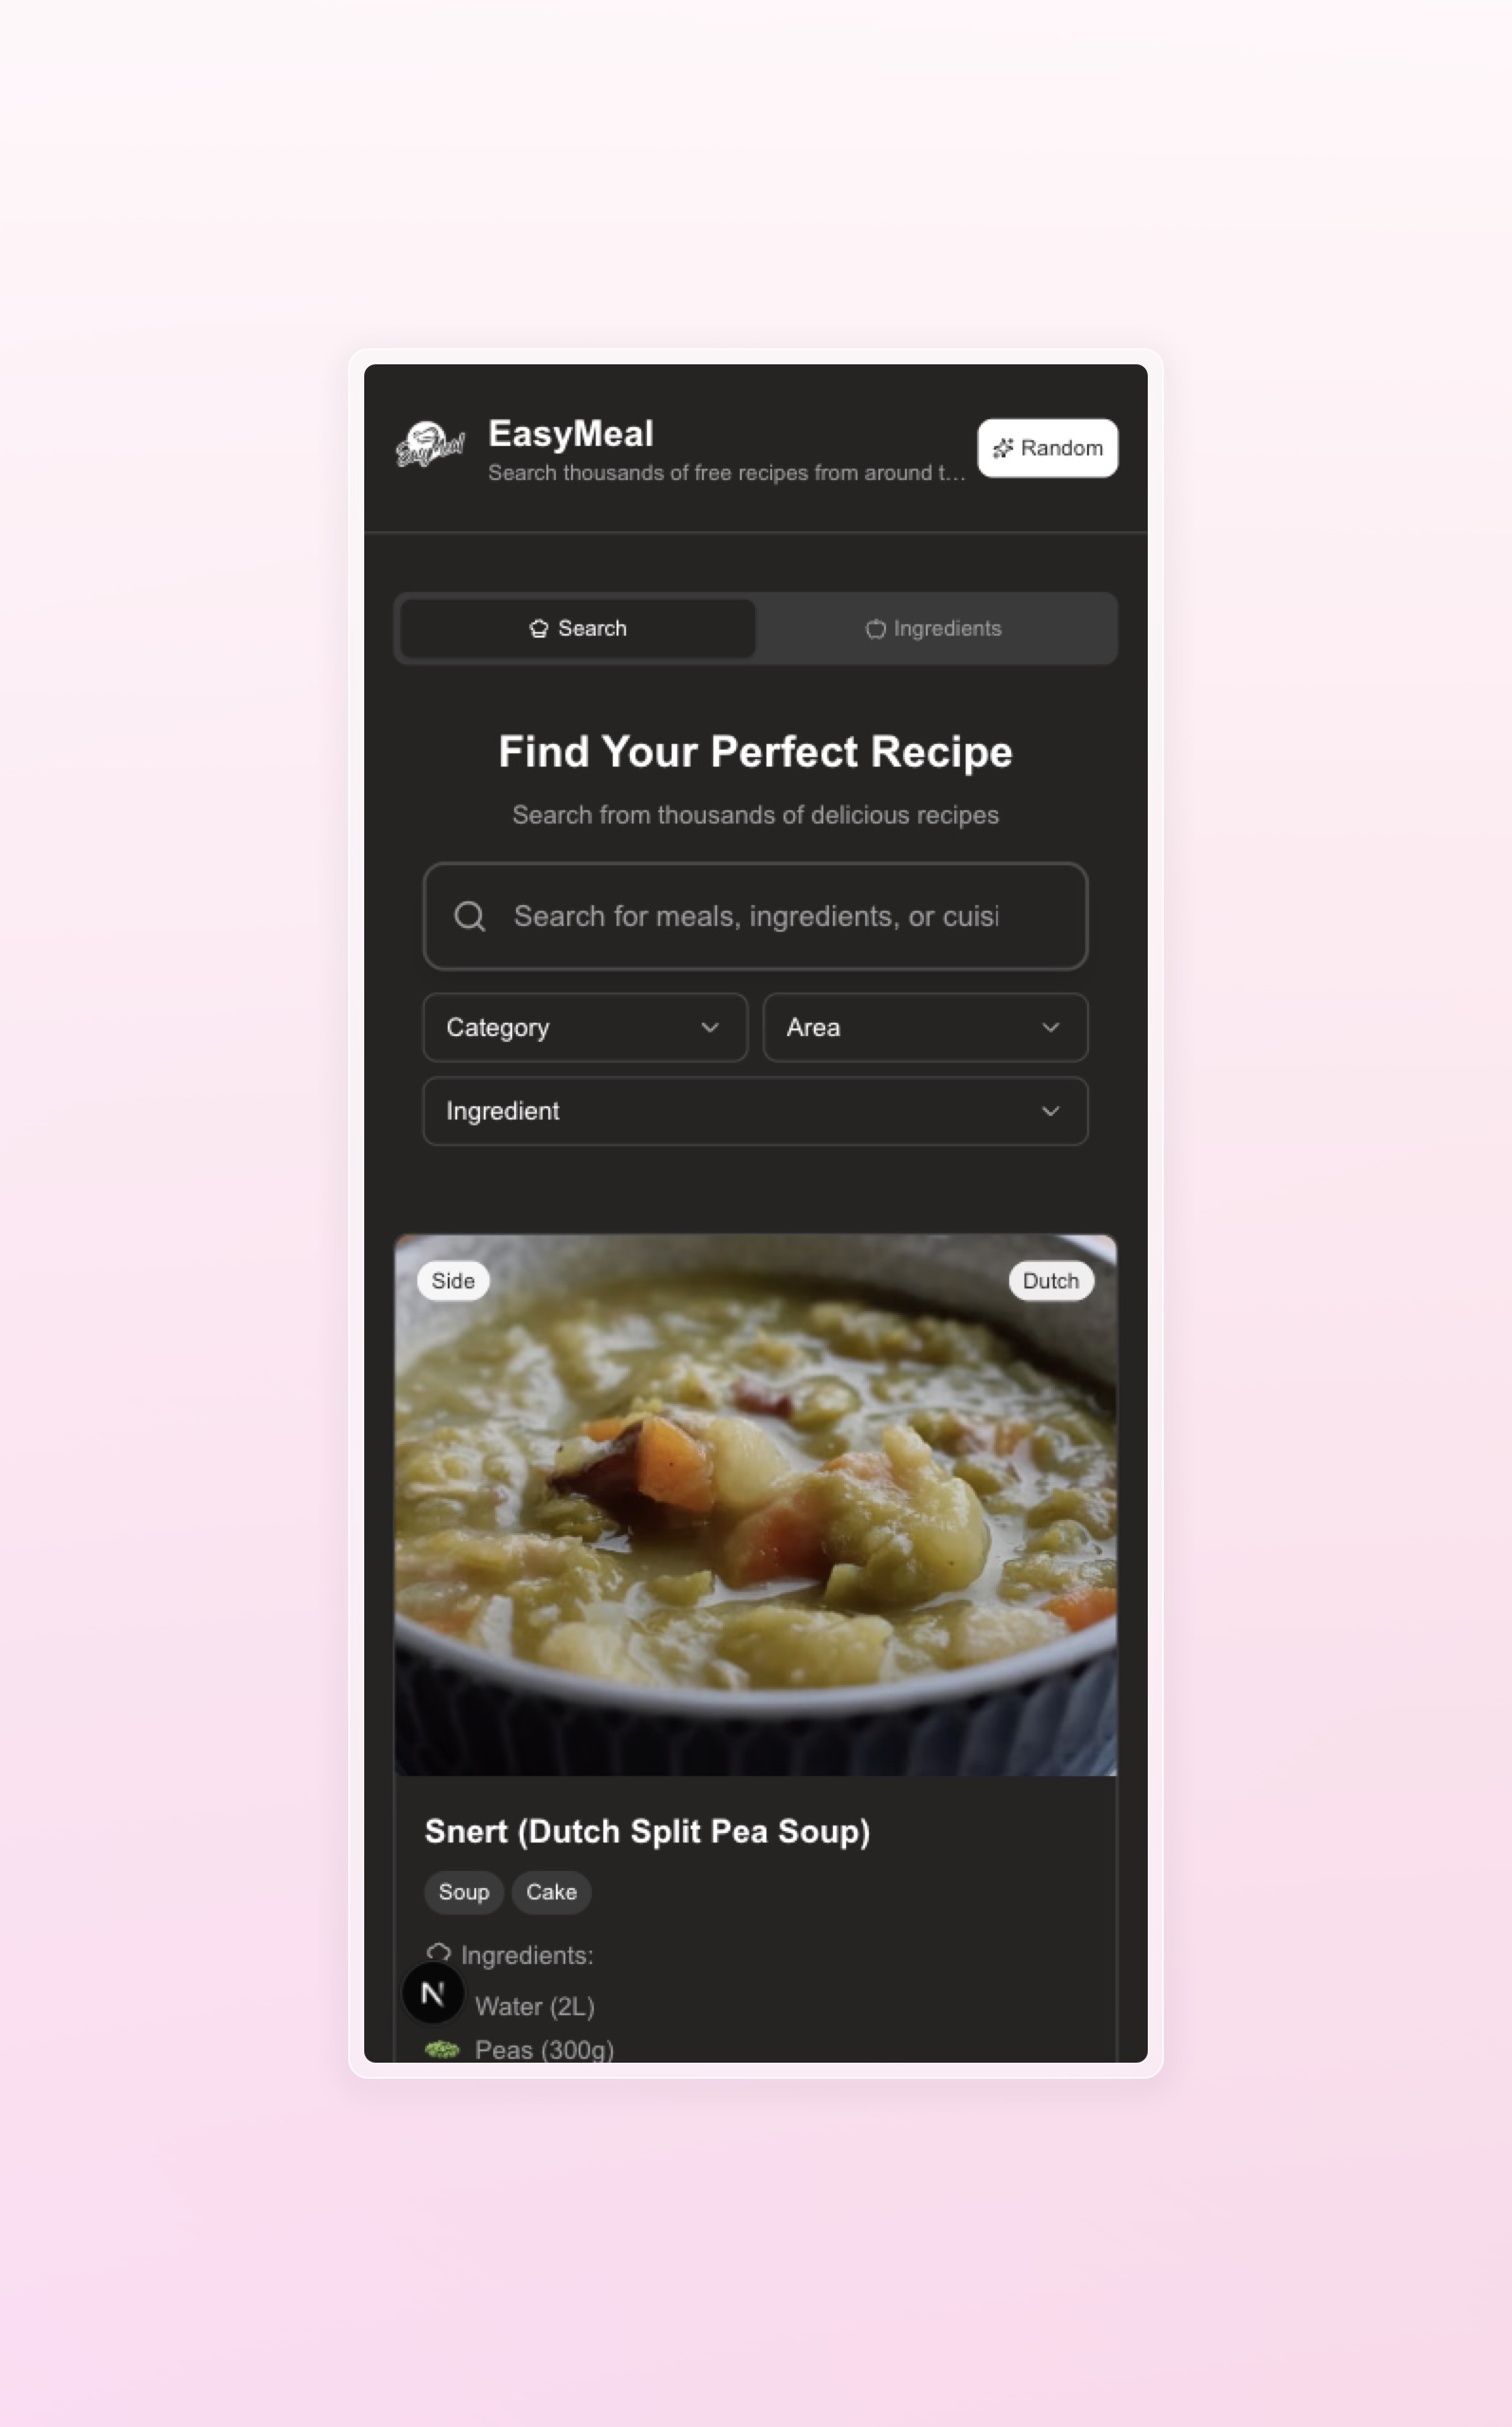 EasyMeal
EasyMeal
Search thousands of free recipes from around t...
Random
Search
Ingredients
Find Your Perfect Recipe
Search from thousands of delicious recipes
Search for meals, ingredients, or cuisi
Category
Area
Ingredient
Side
Dutch
Snert (Dutch Split Pea Soup)
Soup
Cake
Ingredients:
N
Water (2L)
Peas (300g)